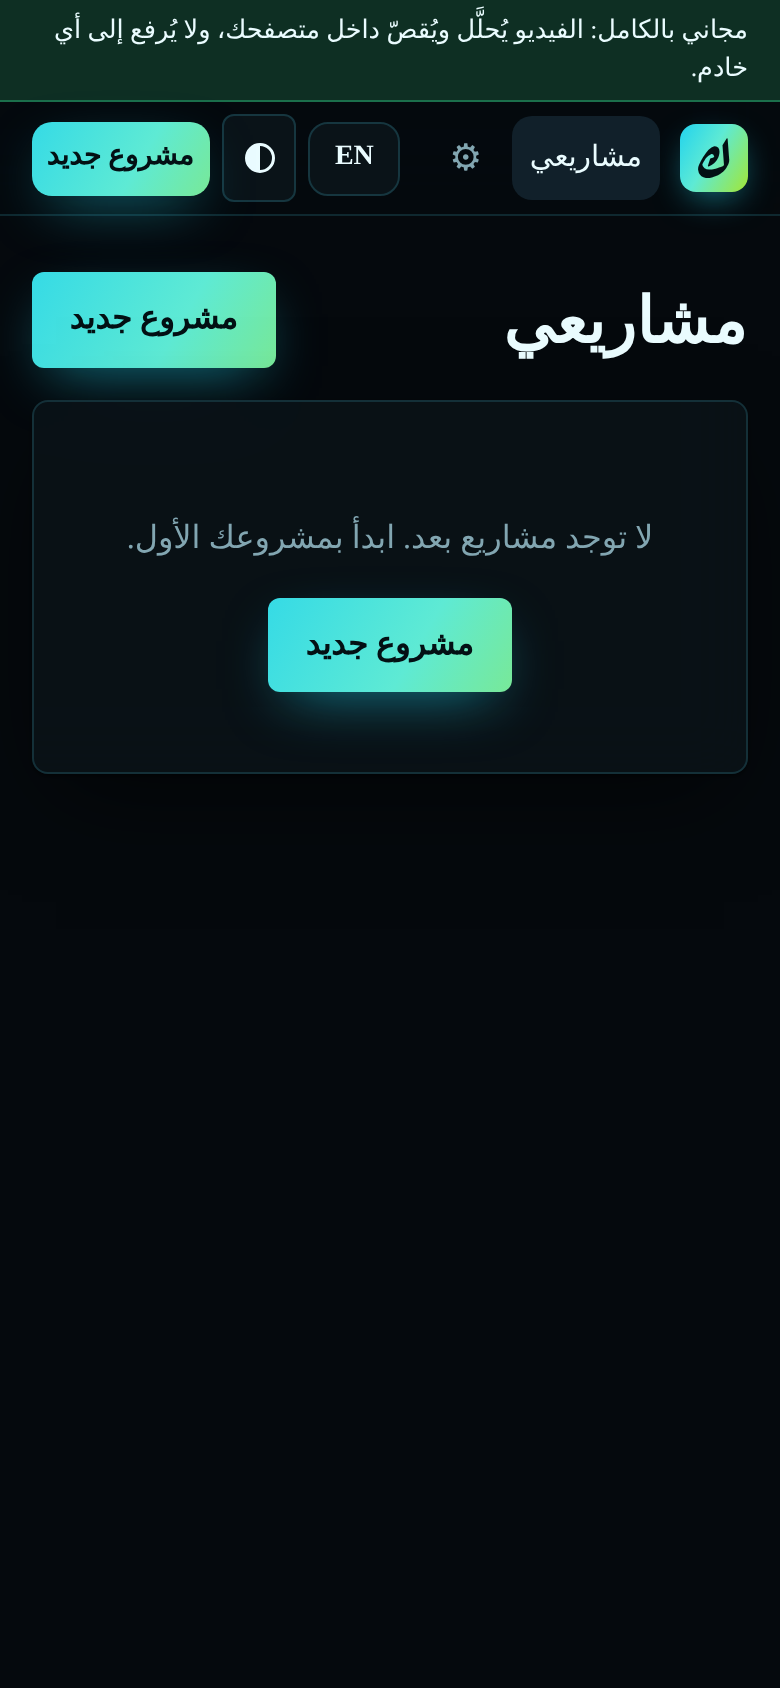 مجاني بالكامل: الفيديو يُحلَّل ويُقصّ داخل متصفحك، ولا يُرفع إلى أي
خادم.
ك
مشاريعي
EN
مشروع جديد
مشاريعي
مشروع جديد
لا توجد مشاريع بعد. ابدأ بمشروعك الأول.
مشروع جديد